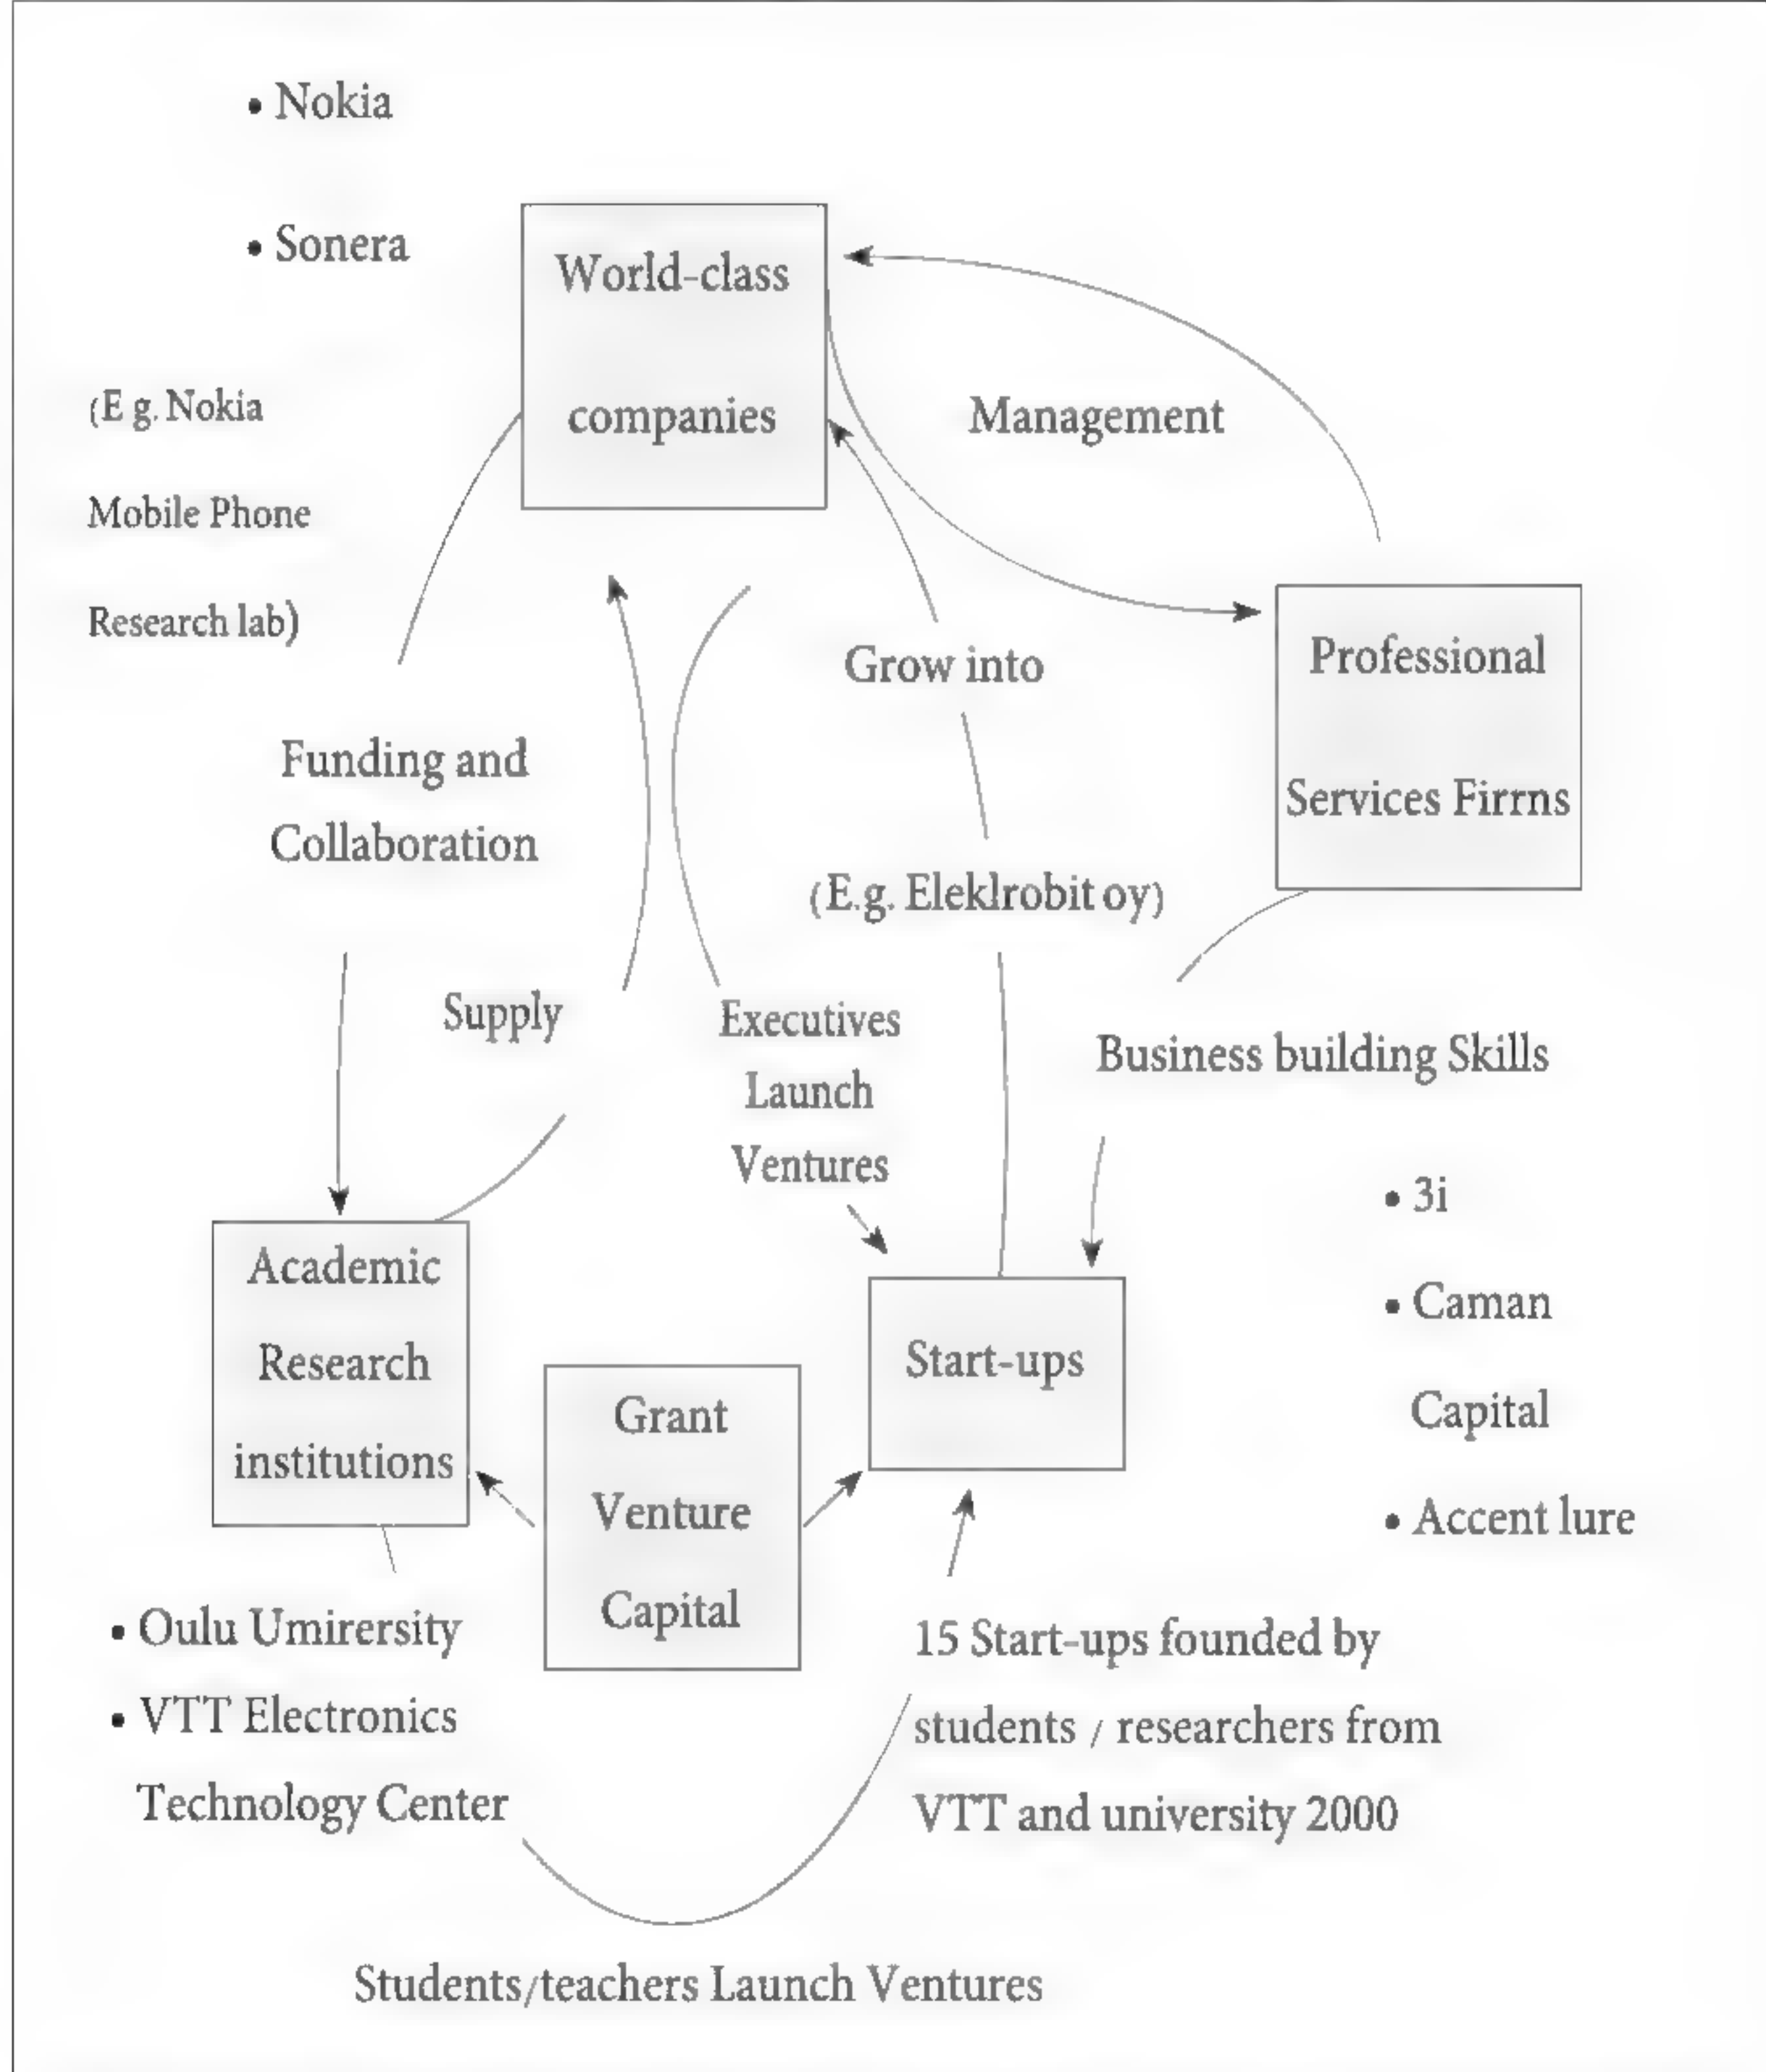 • Nokia
• Sonera
World-class
companies
(E g. Nokia
Mobile Phone
Research lab)
Management
Grow into
Professional
Services Firrns
Funding and
Collaboration
(E.g. Eleklrobit oy)
Supply
Executives
Launch
Ventures
Business building Skills
• 3i
• Caman
Capital
• Accent lure
Academic
Research
institutions
Start-ups
Grant
Venture
Capital
• Oulu Umirersity
• VTT Electronics
Technology Center
15 Start-ups founded by
students / researchers from
VTT and university 2000
Students/teachers Launch Ventures